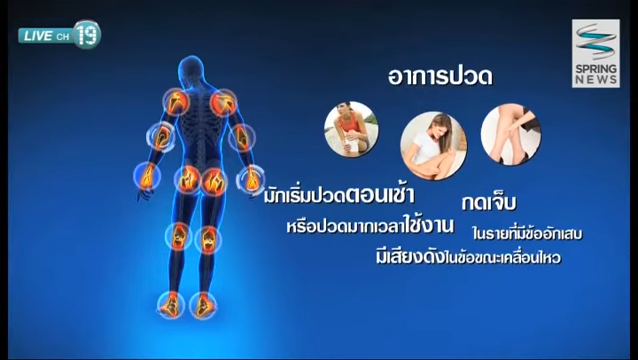 LIVE CH 19
SPRING
NEWS
อาการปวด
มักเริ่มปวดตอนเช้า
หรือปวดมากเวลาใช้งาน
กดเจ็บ
ในรายที่มีข้ออักเสบ
มีเสียงดังในข้อขณะเคลื่อนไหว